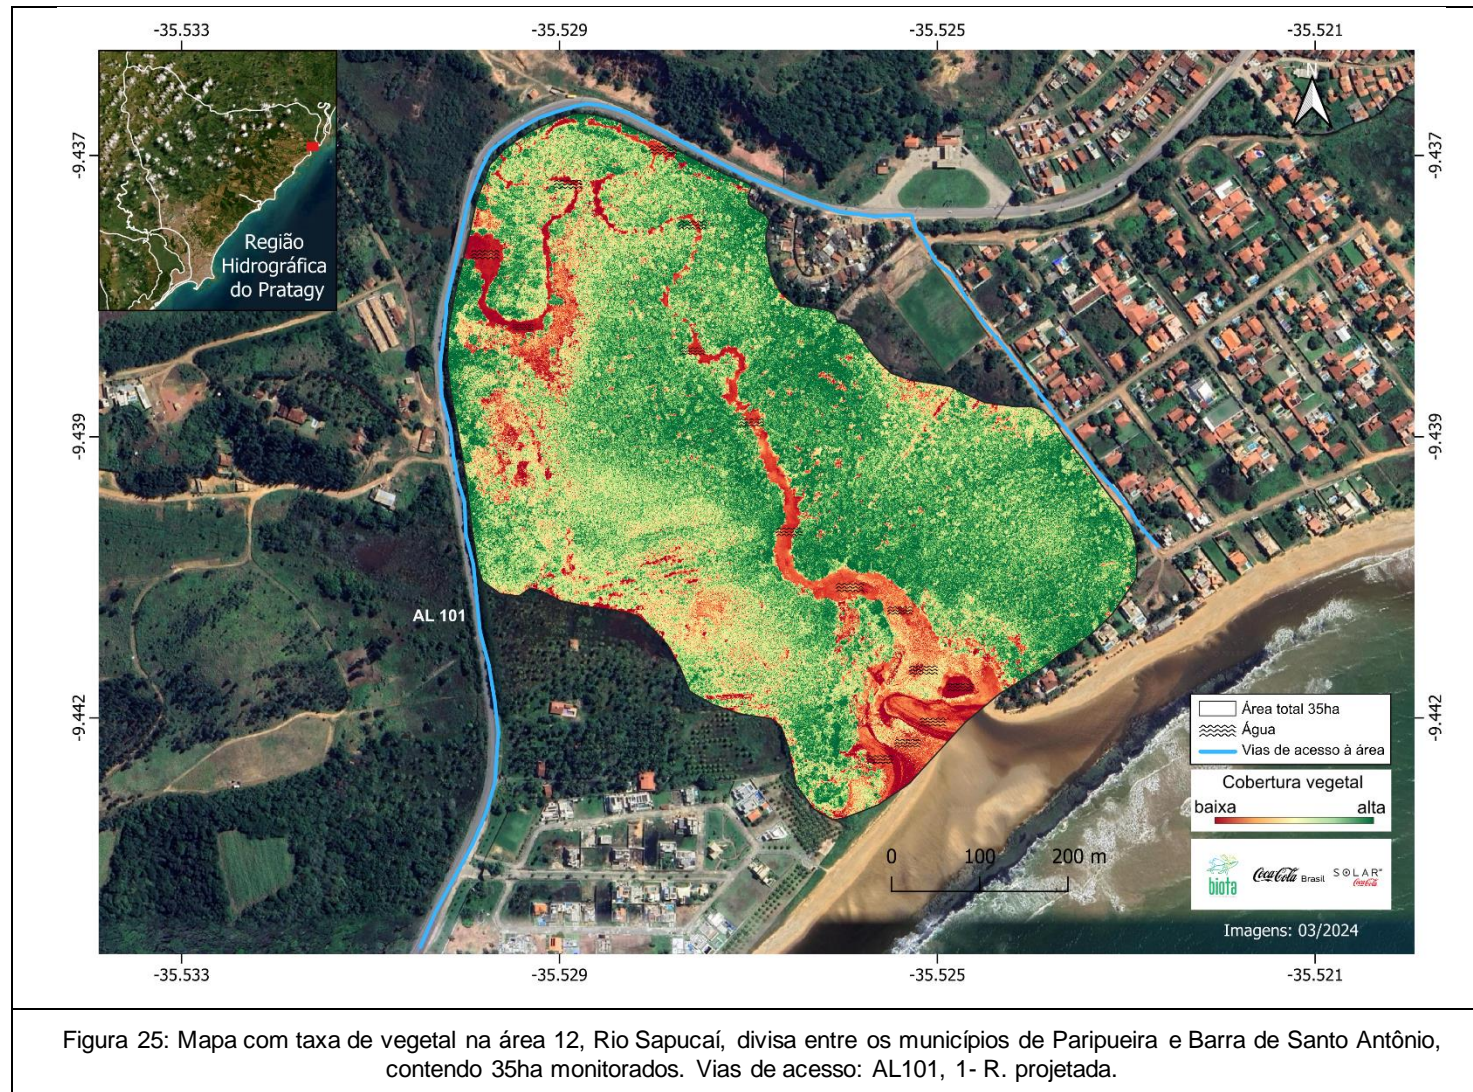 -35.533
-35.529
-35.525
-35.521
N
-9.437
-9.437
Região
Hidrográfica
do Pratagy
-9.439
-9.439
AL 101
-9.442
-9.442
Área total 35ha
Água
Vias de acesso à área
Cobertura vegetal
baixa alta
0 100 200 m
biota Coca-Cola Brasil SOLAR Coca-Cola
Imagens: 03/2024
-35.533
-35.529
-35.525
-35.521
Figura 25: Mapa com taxa de vegetal na área 12, Rio Sapucaí, divisa entre os municípios de Paripueira e Barra de Santo Antônio,
contendo 35ha monitorados. Vias de acesso: AL101, 1- R. projetada.